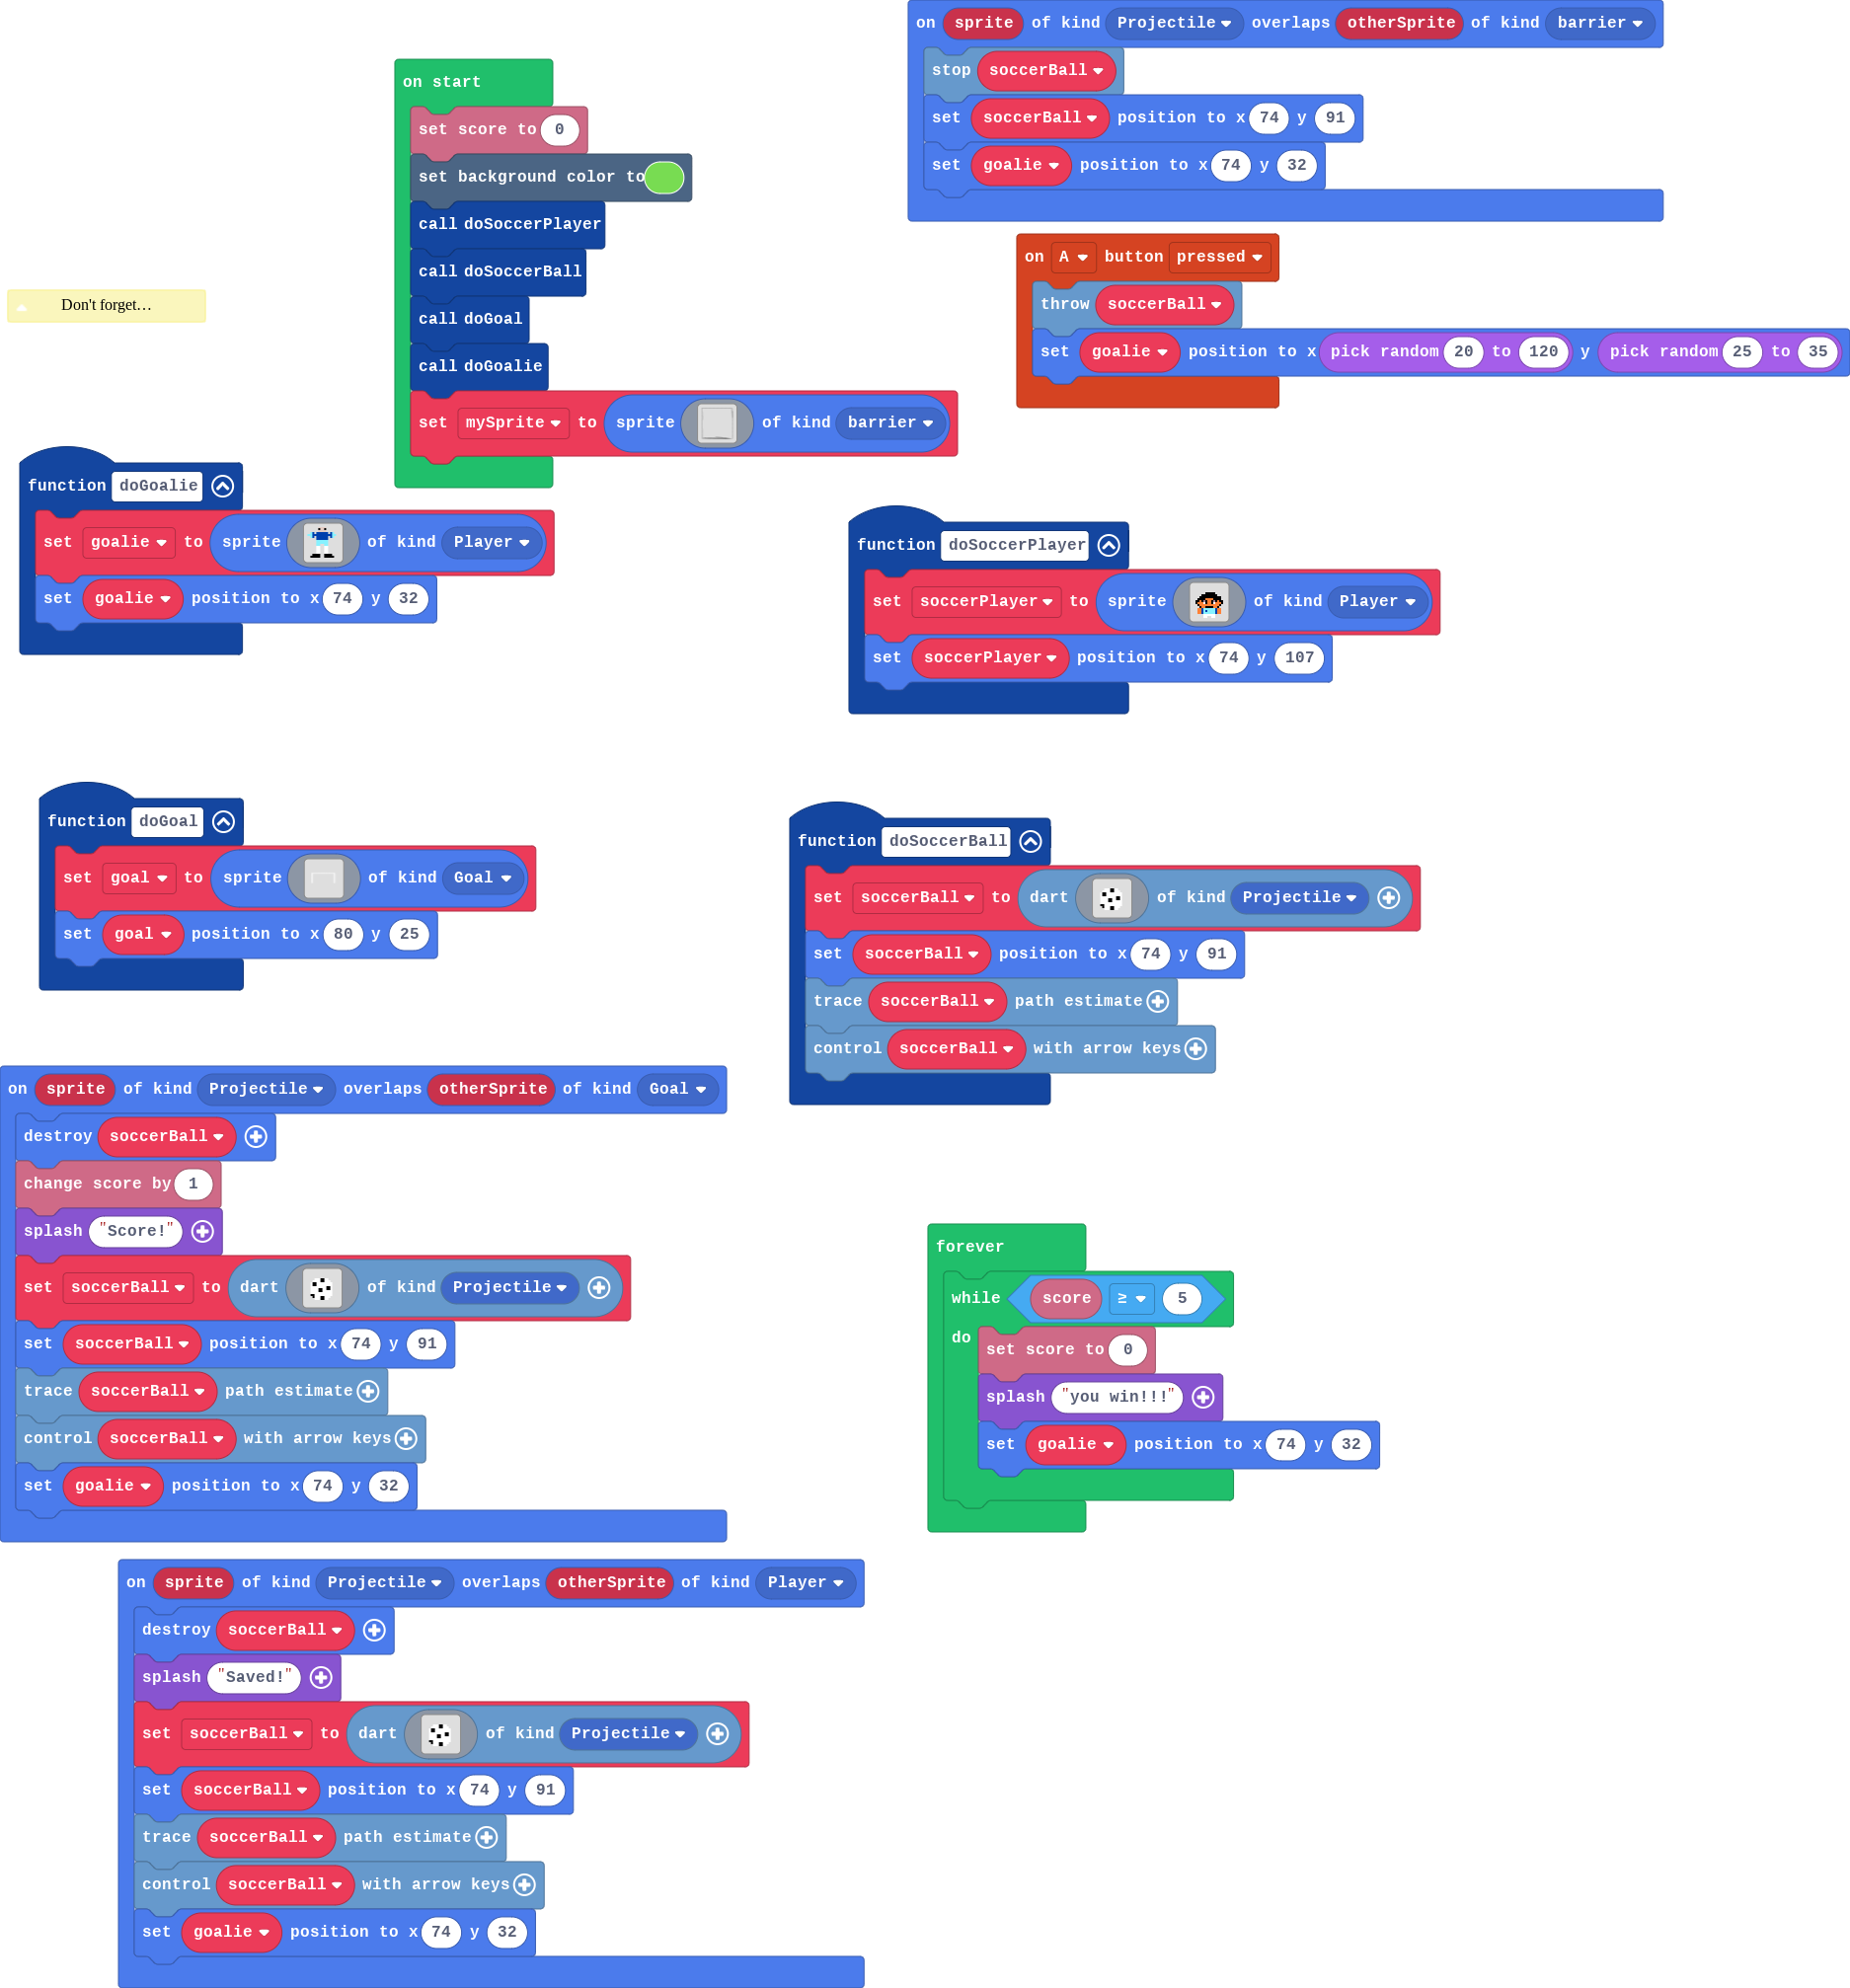 on sprite of kind Projectile overlaps otherSprite of kind barrier
stop soccerBall
set soccerBall position to x 74 y 91
set goalie position to x 74 y 32
on start
set score to 0
set background color to
call doSoccerPlayer
call doSoccerBall
call doGoal
call doGoalie
set mySprite to sprite of kind barrier
on A button pressed
throw soccerBall
set goalie position to x pick random 20 to 120 y pick random 25 to 35
Don't forget...
function doGoalie
set goalie to sprite of kind Player
set goalie position to x 74 y 32
function doSoccerPlayer
set soccerPlayer to sprite of kind Player
set soccerPlayer position to x 74 y 107
function doGoal
set goal to sprite of kind Goal
set goal position to x 80 y 25
function doSoccerBall
set soccerBall to dart of kind Projectile
set soccerBall position to x 74 y 91
trace soccerBall path estimate
control soccerBall with arrow keys
on sprite of kind Projectile overlaps otherSprite of kind Goal
destroy soccerBall
change score by 1
splash "Score!"
set soccerBall to dart of kind Projectile
set soccerBall position to x 74 y 91
trace soccerBall path estimate
control soccerBall with arrow keys
set goalie position to x 74 y 32
forever
while score ≥ 5
do
set score to 0
splash "you win!!!"
set goalie position to x 74 y 32
on sprite of kind Projectile overlaps otherSprite of kind Player
destroy soccerBall
splash "Saved!"
set soccerBall to dart of kind Projectile
set soccerBall position to x 74 y 91
trace soccerBall path estimate
control soccerBall with arrow keys
set goalie position to x 74 y 32